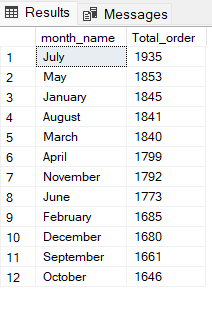 Results Messages
month_name Total_order
1 July 1935
2 May 1853
3 January 1845
4 August 1841
5 March 1840
6 April 1799
7 November 1792
8 June 1773
9 February 1685
10 December 1680
11 September 1661
12 October 1646